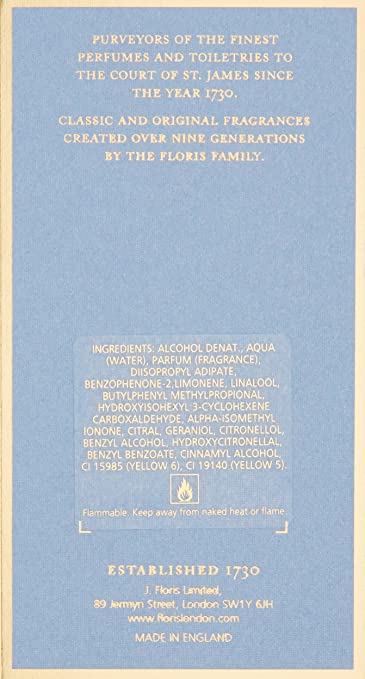 PURVEYORS OF THE FINEST
PERFUMES AND TOILETRIES TO
THE COURT OF ST. JAMES SINCE
THE YEAR 1730.
CLASSIC AND ORIGINAL FRAGRANCES
CREATED OVER NINE GENERATIONS
BY THE FLORIS FAMILY.
INGREDIENTS: ALCOHOL DENAT., AQUA
(WATER), PARFUM (FRAGRANCE),
DIISOPROPYL ADIPATE,
BENZOPHENONE-2,LIMONENE, LINALOOL,
BUTYLPHENYL METHYLPROPIONAL,
HYDROXYISOHEXYL 3-CYCLOHEXENE
CARBOXALDEHYDE, ALPHA-ISOMETHYL
IONONE, CITRAL, GERANIOL, CITRONELLOL,
BENZYL ALCOHOL, HYDROXYCITRONELLAL,
BENZYL BENZOATE, CINNAMYL ALCOHOL,
CI 15985 (YELLOW 6), CI 19140 (YELLOW 5).
Flammable. Keep away from naked heat or flame.
ESTABLISHED 1730
J. Floris Limited,
89 Jermyn Street, London SW1Y 6JH
www.florislondon.com
MADE IN ENGLAND